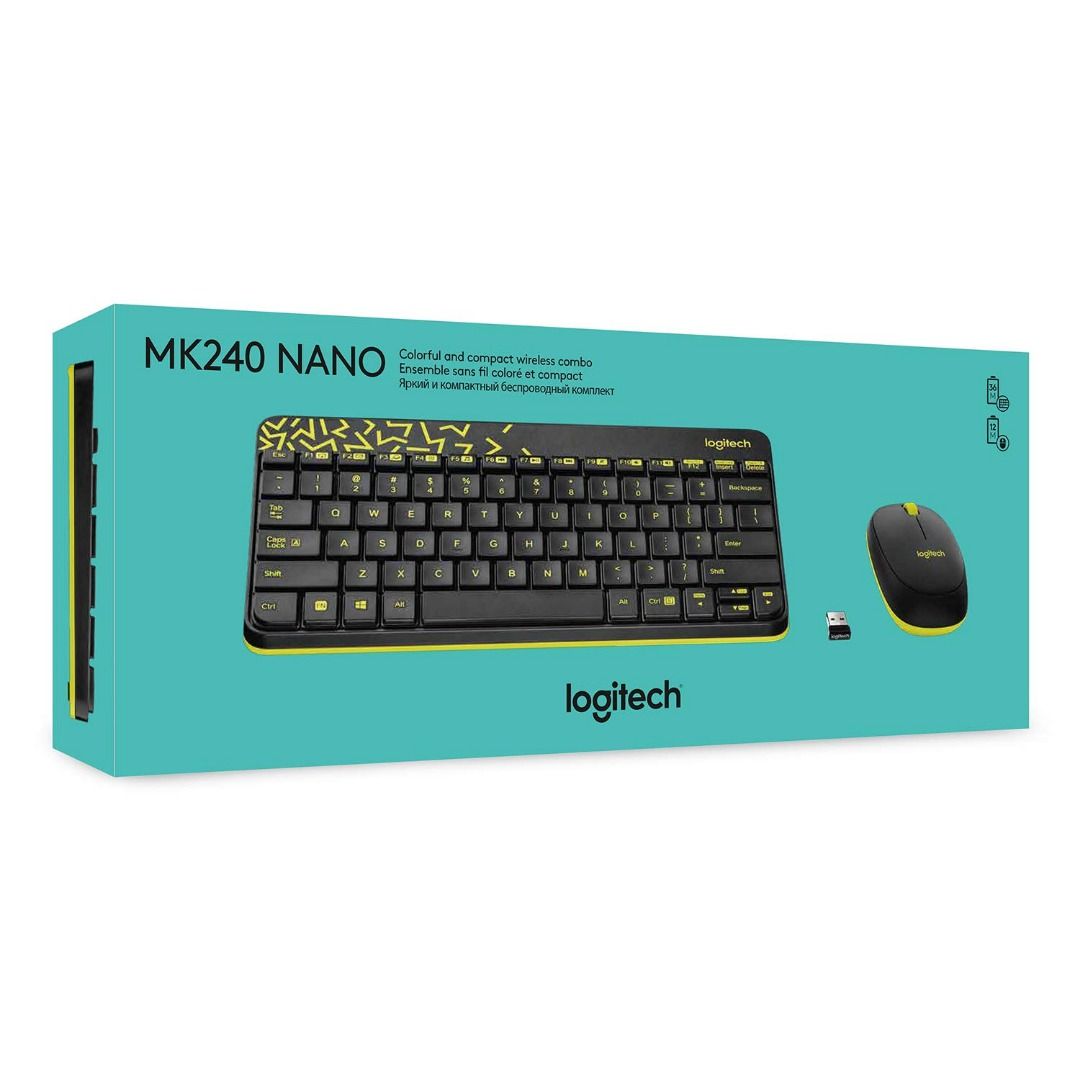 MK240 NANO
Colorful and compact wireless combo
Ensemble sans fil coloré et compact
Яркий и компактный беспроводный комплект
36
M
12
M
logitech
Esc F1 F2 F3 F4 F5 F6 F7 F8 F9 F10 F11 F12 Insert Delete
~ ! @ # $ % ^ & * ( ) — +
1 2 3 4 5 6 7 8 9 0 - = Backspace
Tab Q W E R T Y U I O P { [ } ] | \
Caps Lock A A S D F G H J K L : ; " ' Enter
Shift Z X C V B N M < , > . ? / Shift
Ctrl FN Alt Alt Ctrl
logitech
logitech
logitech